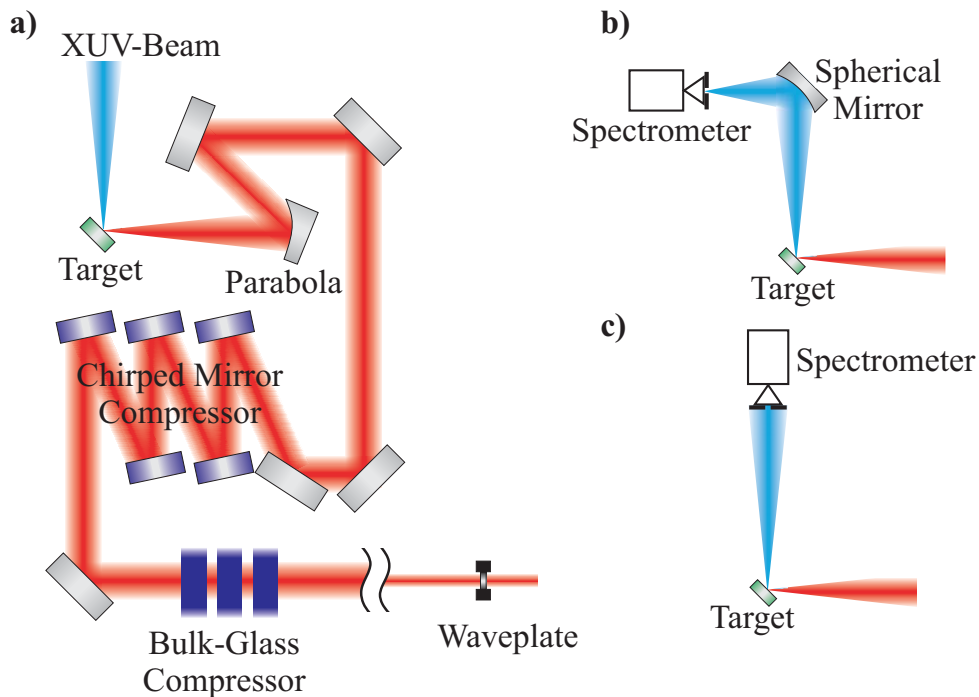 a)
XUV-Beam
Target
Parabola
Chirped Mirror
Compressor
Bulk-Glass
Compressor
Waveplate
b)
Spherical
Mirror
Spectrometer
Target
c)
Spectrometer
Target